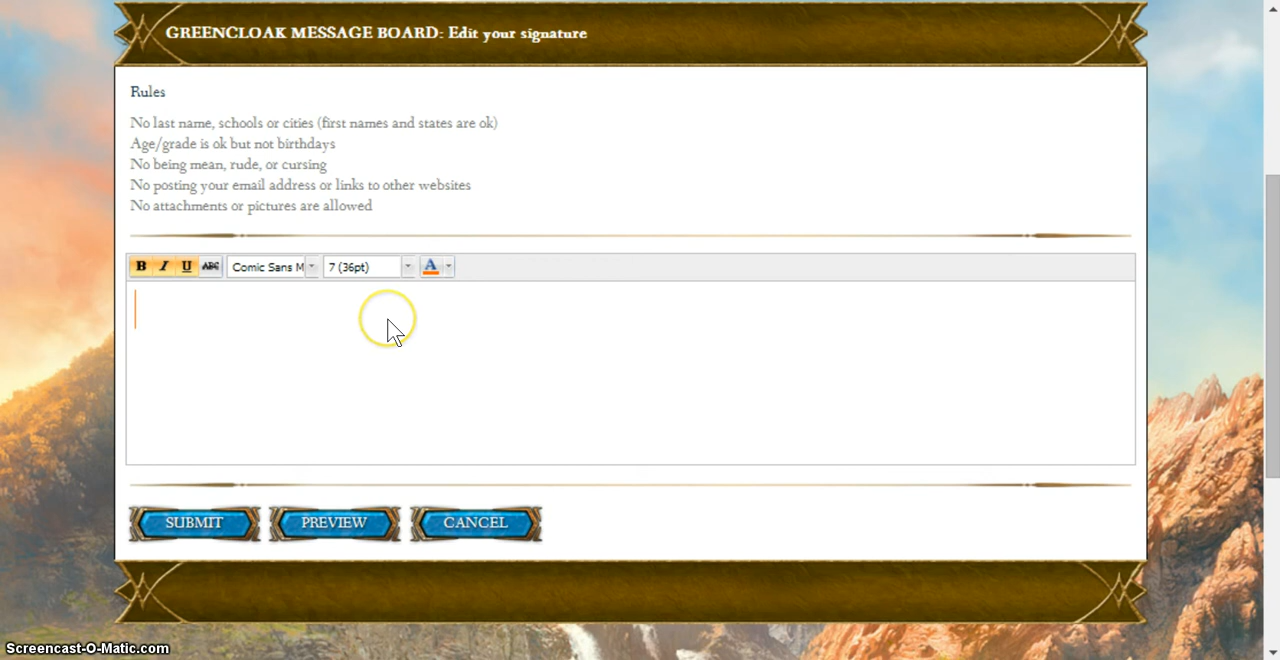 GREENCLOAK MESSAGE BOARD: Edit your signature
Rules
No last name, schools or cities (first names and states are ok)
Age/grade is ok but not birthdays
No being mean, rude, or cursing
No posting your email address or links to other websites
No attachments or pictures are allowed
B I U ABC Comic Sans M 7 (36pt) A
SUBMIT PREVIEW CANCEL
Screencast-O-Matic.com